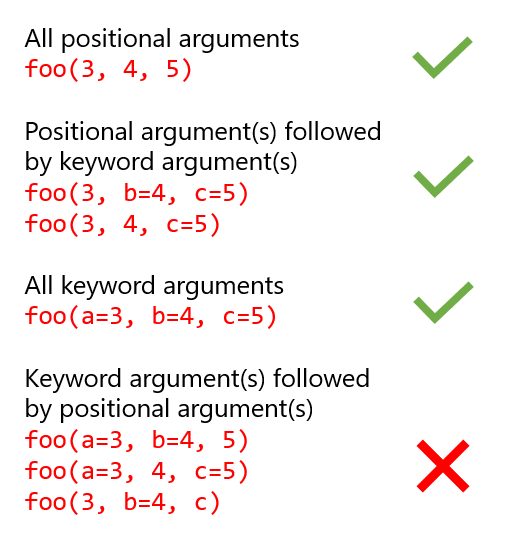 All positional arguments
foo(3, 4, 5)
Positional argument(s) followed
by keyword argument(s)
foo(3, b=4, c=5)
foo(3, 4, c=5)
All keyword arguments
foo(a=3, b=4, c=5)
Keyword argument(s) followed
by positional argument(s)
foo(a=3, b=4, 5)
foo(a=3, 4, c=5)
foo(3, b=4, c)